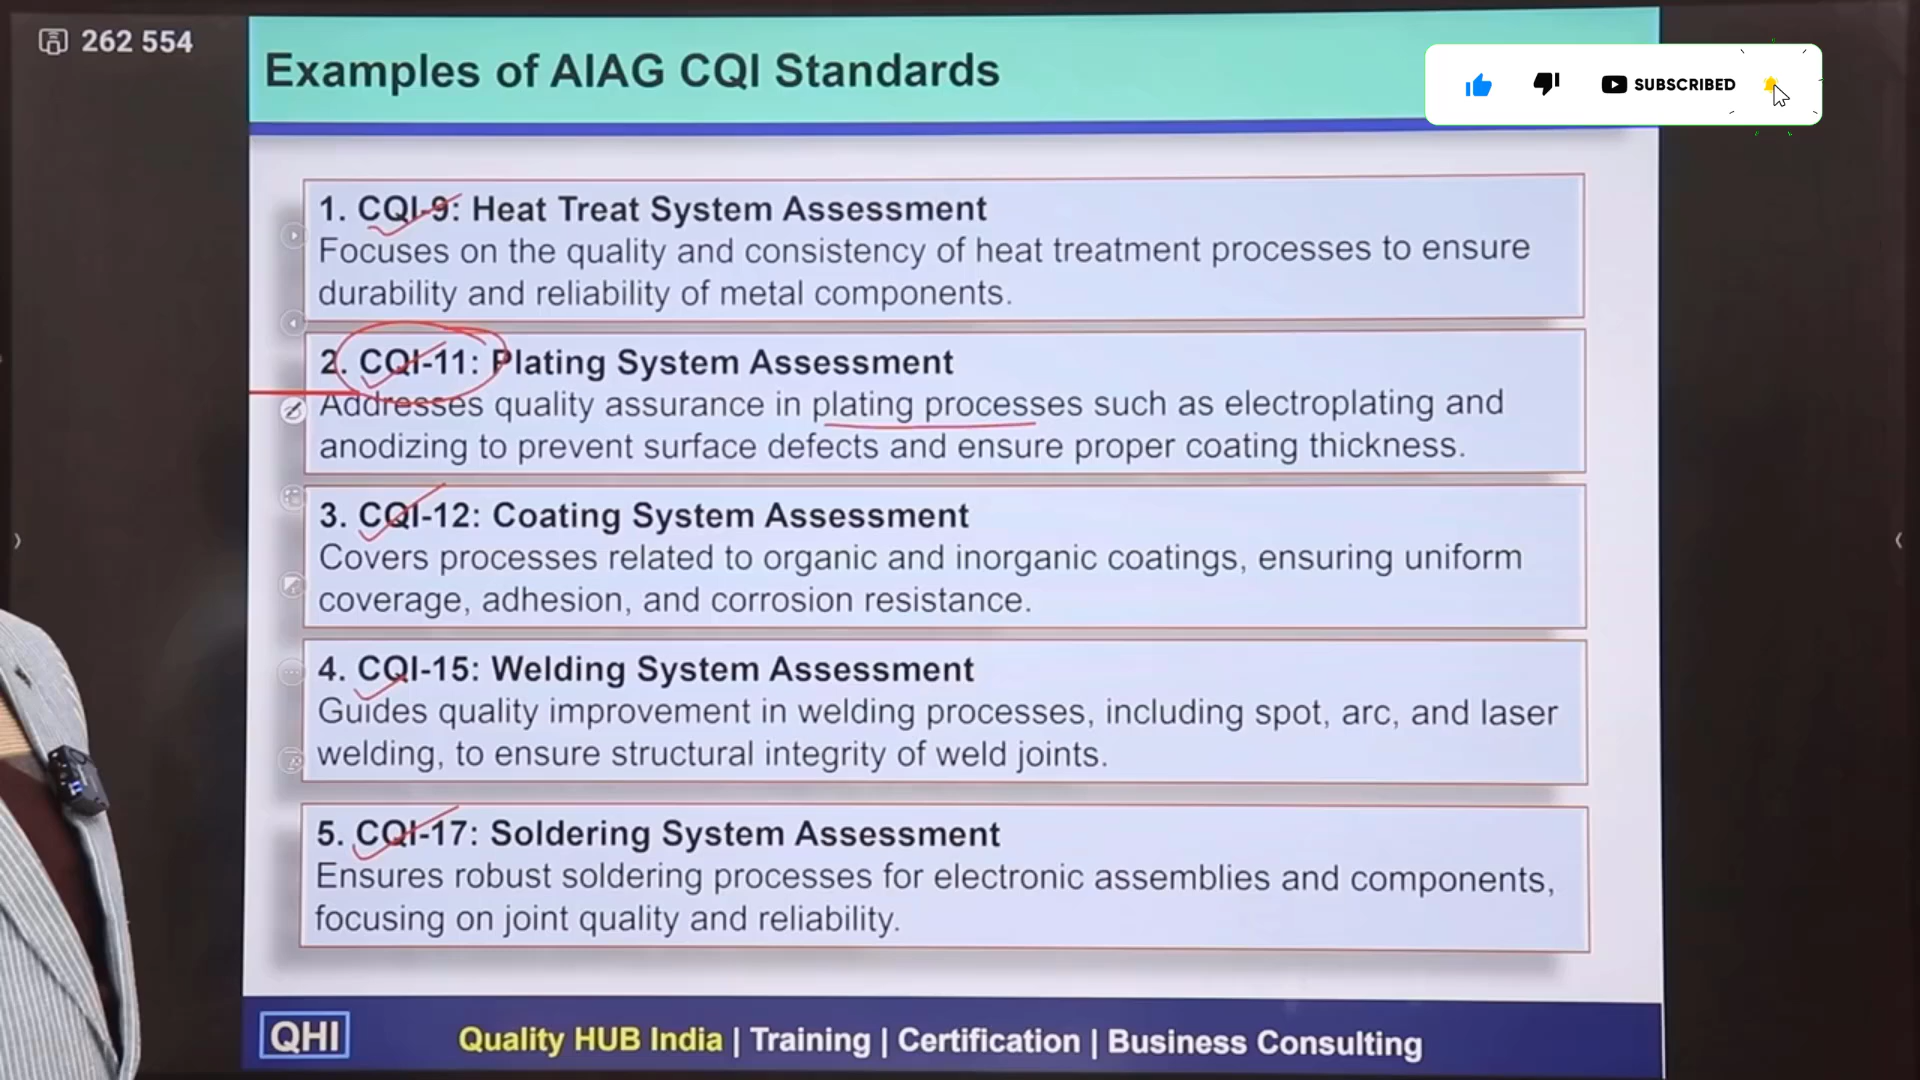 262 554
Examples of AIAG CQI Standards
SUBSCRIBED
1. CQI-9: Heat Treat System Assessment
Focuses on the quality and consistency of heat treatment processes to ensure
durability and reliability of metal components.
2. CQI-11: Plating System Assessment
Addresses quality assurance in plating processes such as electroplating and
anodizing to prevent surface defects and ensure proper coating thickness.
3. CQI-12: Coating System Assessment
Covers processes related to organic and inorganic coatings, ensuring uniform
coverage, adhesion, and corrosion resistance.
4. CQI-15: Welding System Assessment
Guides quality improvement in welding processes, including spot, arc, and laser
welding, to ensure structural integrity of weld joints.
5. CQI-17: Soldering System Assessment
Ensures robust soldering processes for electronic assemblies and components,
focusing on joint quality and reliability.
QHI
Quality HUB India | Training | Certification | Business Consulting